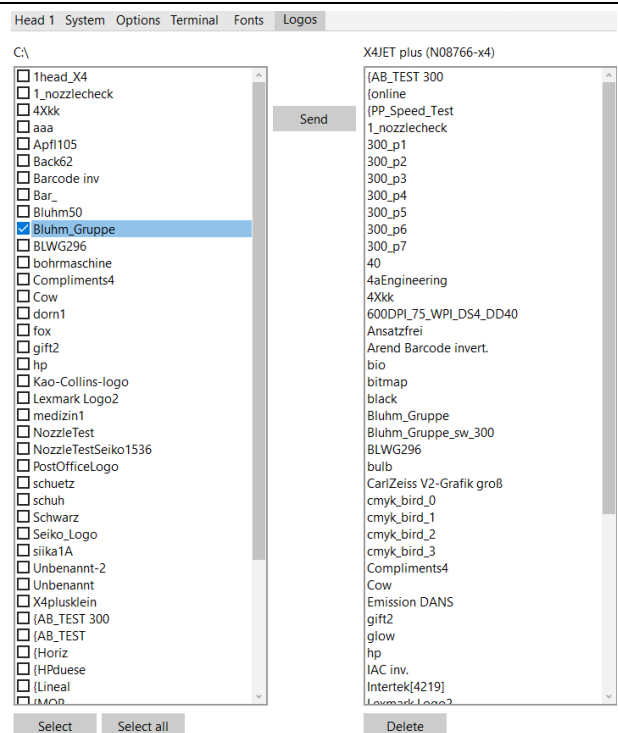 Head 1 System Options Terminal Fonts Logos
C:\
1head_X4
1_nozzlecheck
4Xkk
aaa
Apfl105
Back62
Barcode inv
Bar_
Bluhm50
Bluhm_Gruppe
BLWG296
bohrmaschine
Compliments4
Cow
dorn1
fox
gift2
hp
Kao-Collins-logo
Lexmark Logo2
medizin1
NozzleTest
NozzleTestSeiko1536
PostOfficeLogo
schuetz
schuh
Schwarz
Seiko_Logo
siika1A
Unbenannt-2
Unbenannt
X4plusklein
{AB_TEST 300
{AB_TEST
{Horiz
{HPduese
{Lineal
{MOP
Select Select all
Send
X4JET plus (N08766-x4)
{AB_TEST 300
{online
{PP_Speed_Test
1_nozzlecheck
300_p1
300_p2
300_p3
300_p4
300_p5
300_p6
300_p7
40
4aEngineering
4Xkk
600DPI_75_WPI_DS4_DD40
Ansatzfrei
Arend Barcode invert.
bio
bitmap
black
Bluhm_Gruppe
Bluhm_Gruppe_sw_300
BLWG296
bulb
CarlZeiss V2-Grafik groß
cmyk_bird_0
cmyk_bird_1
cmyk_bird_2
cmyk_bird_3
Compliments4
Cow
Emission DANS
gift2
glow
hp
IAC inv.
Intertek[4219]
Lexmark Logo2
Delete